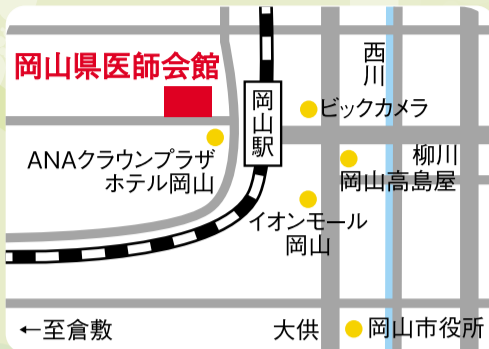 岡山県医師会館
西川
岡山駅
ビックカメラ
ANAクラウンプラザ
ホテル岡山
柳川
岡山高島屋
イオンモール
岡山
←至倉敷
大供
岡山市役所